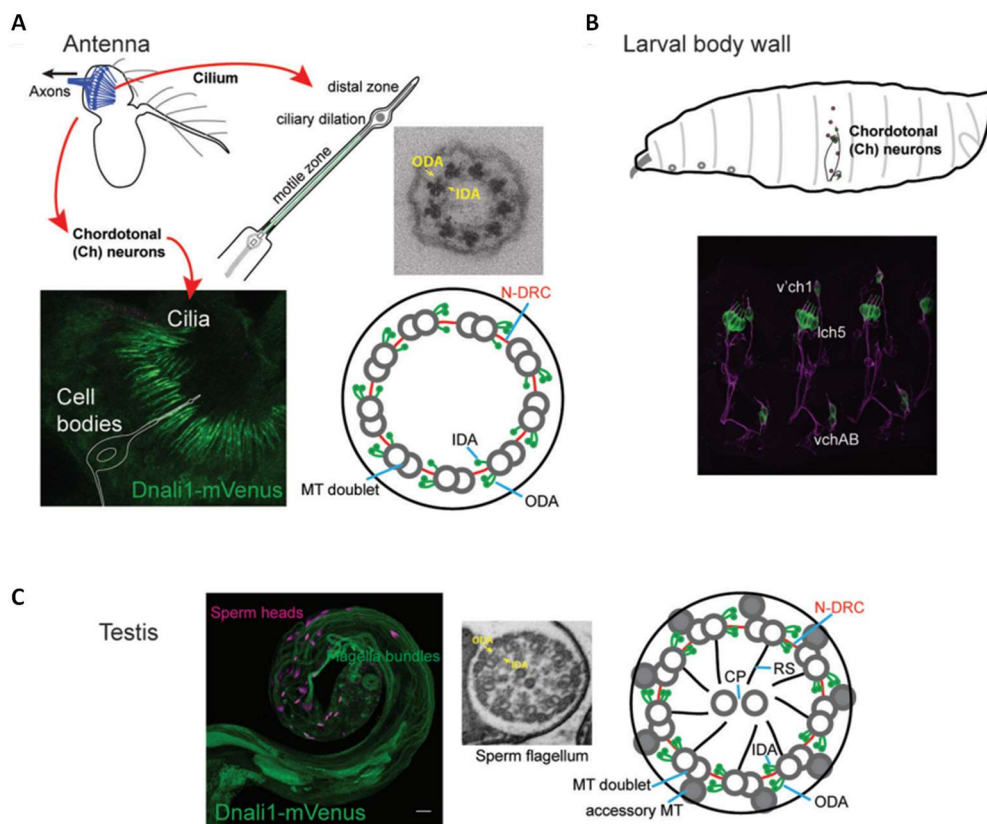 A
Antenna
Axons
Cilium
distal zone
ciliary dilation
motile zone
ODA
IDA
Chordotonal
(Ch) neurons
Cilia
Cell
bodies
Dnali1-mVenus
N-DRC
IDA
MT doublet
ODA
B
Larval body wall
Chordotonal
(Ch) neurons
v'ch1
lch5
vchAB
C
Testis
Sperm heads
Flagella bundles
Dnali1-mVenus
ODA
IDA
Sperm flagellum
N-DRC
CP
RS
IDA
MT doublet
accessory MT
ODA